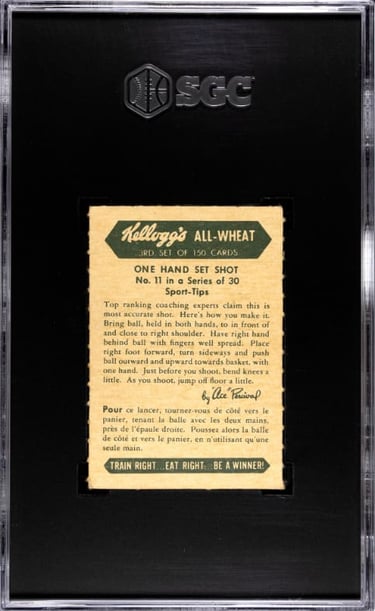 SGC
Kellogg's ALL-WHEAT
3RD SET OF 150 CARDS
ONE HAND SET SHOT
No. 11 in a Series of 30
Sport-Tips
Top ranking coaching experts claim this is
most accurate shot. Here's how you make it.
Bring ball, held in both hands, to in front of
and close to right shoulder. Have right hand
behind ball with fingers well spread. Place
right foot forward, turn sideways and push
ball outward and upward towards basket, with
one hand. Just before you shoot, bend knees a
little. As you shoot, jump off floor a little.
by "Ace" Percival
Pour ce lancer, tournez-vous de côté vers le
panier, tenant la balle avec les deux mains,
près de l'épaule droite. Poussez alors la balle
de côté et vers le panier, en n'utilisant qu'une
seule main.
TRAIN RIGHT...EAT RIGHT...BE A WINNER!